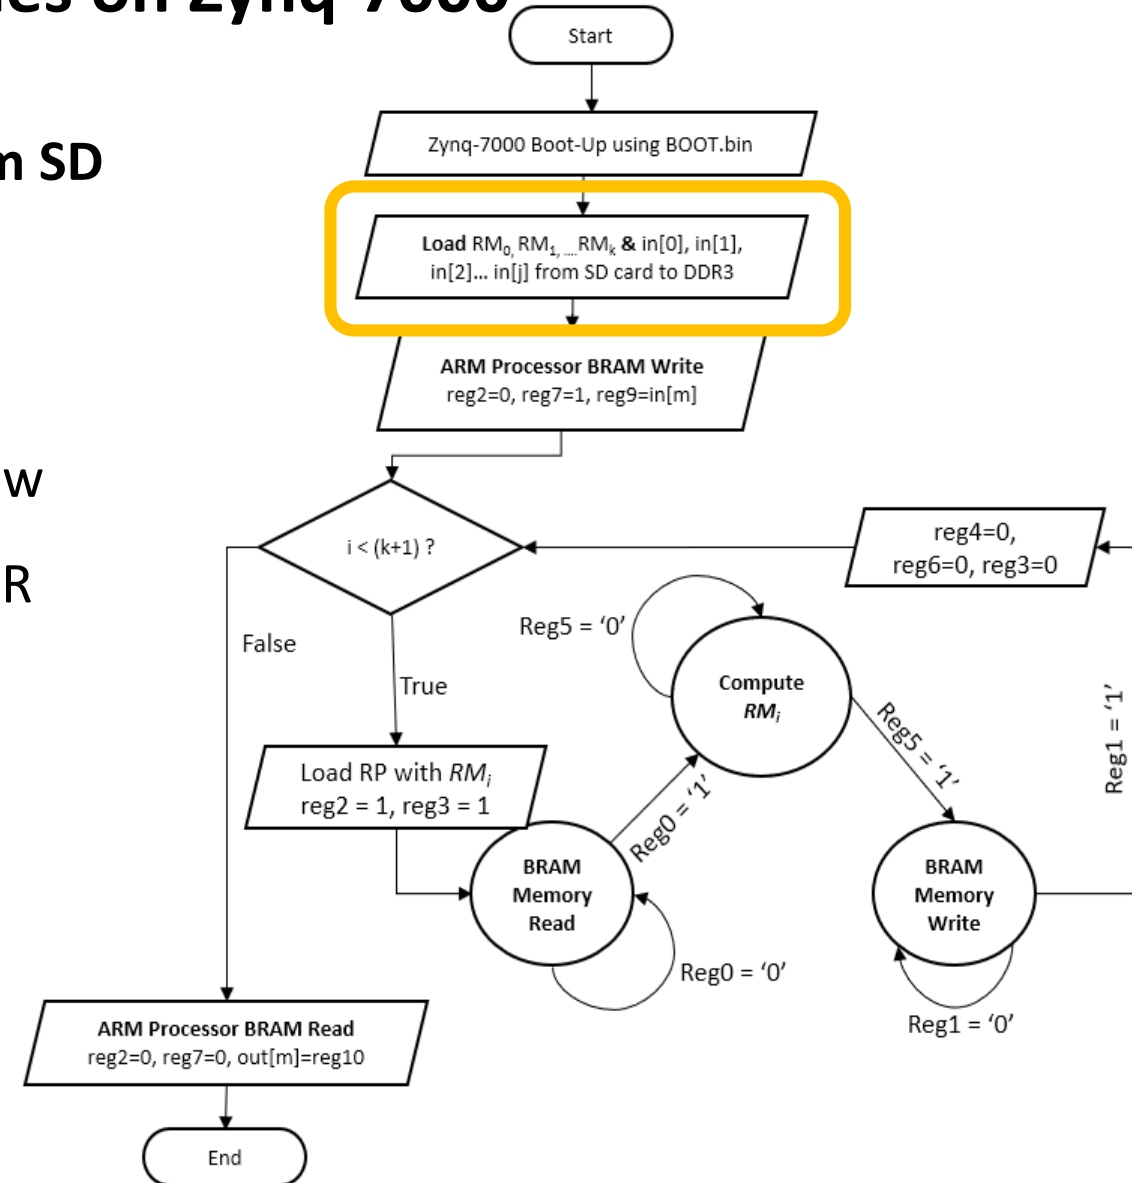 es on Zynq-7000
Start
m SD
Zynq-7000 Boot-Up using BOOT.bin
Load RM0, RM1, ....RMk & in[0], in[1],
in[2]... in[j] from SD card to DDR3
ARM Processor BRAM Write
reg2=0, reg7=1, reg9=in[m]
w
R
i < (k+1) ?
reg4=0,
reg6=0, reg3=0
False
True
Reg5 = ‘0’
Compute
RMi
Reg5 = ‘1’
Reg1 = ‘1’
Load RP with RMi
reg2 = 1, reg3 = 1
Reg0 = ‘1’
BRAM
Memory
Read
BRAM
Memory
Write
Reg0 = ‘0’
Reg1 = ‘0’
ARM Processor BRAM Read
reg2=0, reg7=0, out[m]=reg10
End